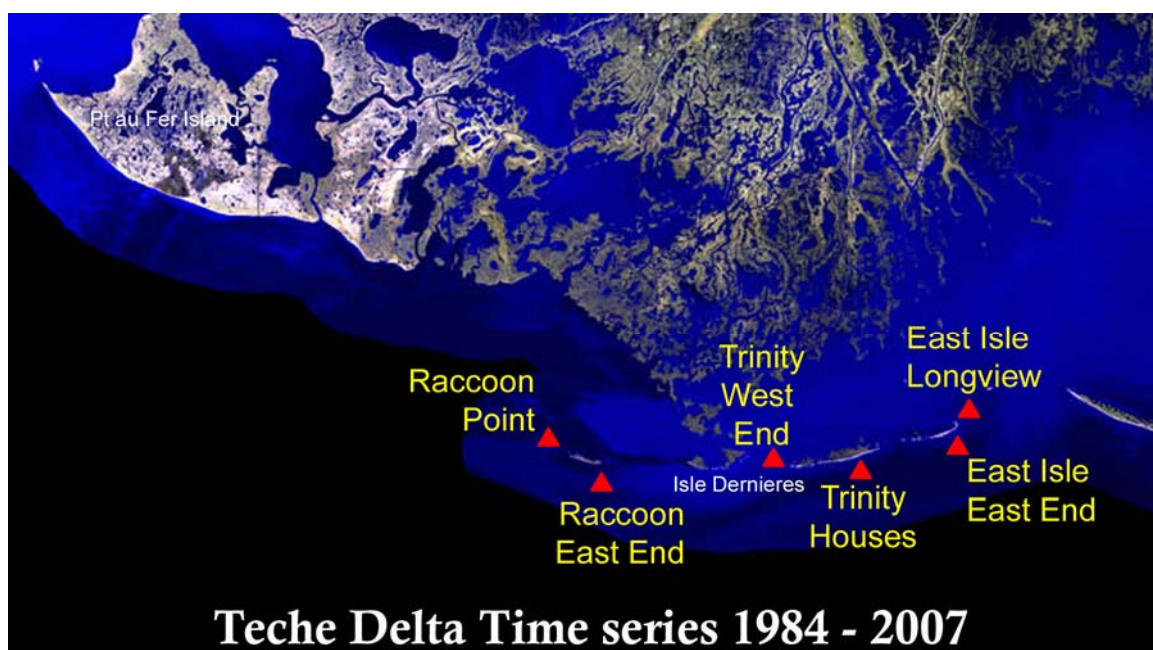 Pt au Fer Island
East Isle
Longview
Trinity
West
End
Raccoon
Point
Isle Dernieres
East Isle
East End
Trinity
Houses
Raccoon
East End
Teche Delta Time series 1984 - 2007